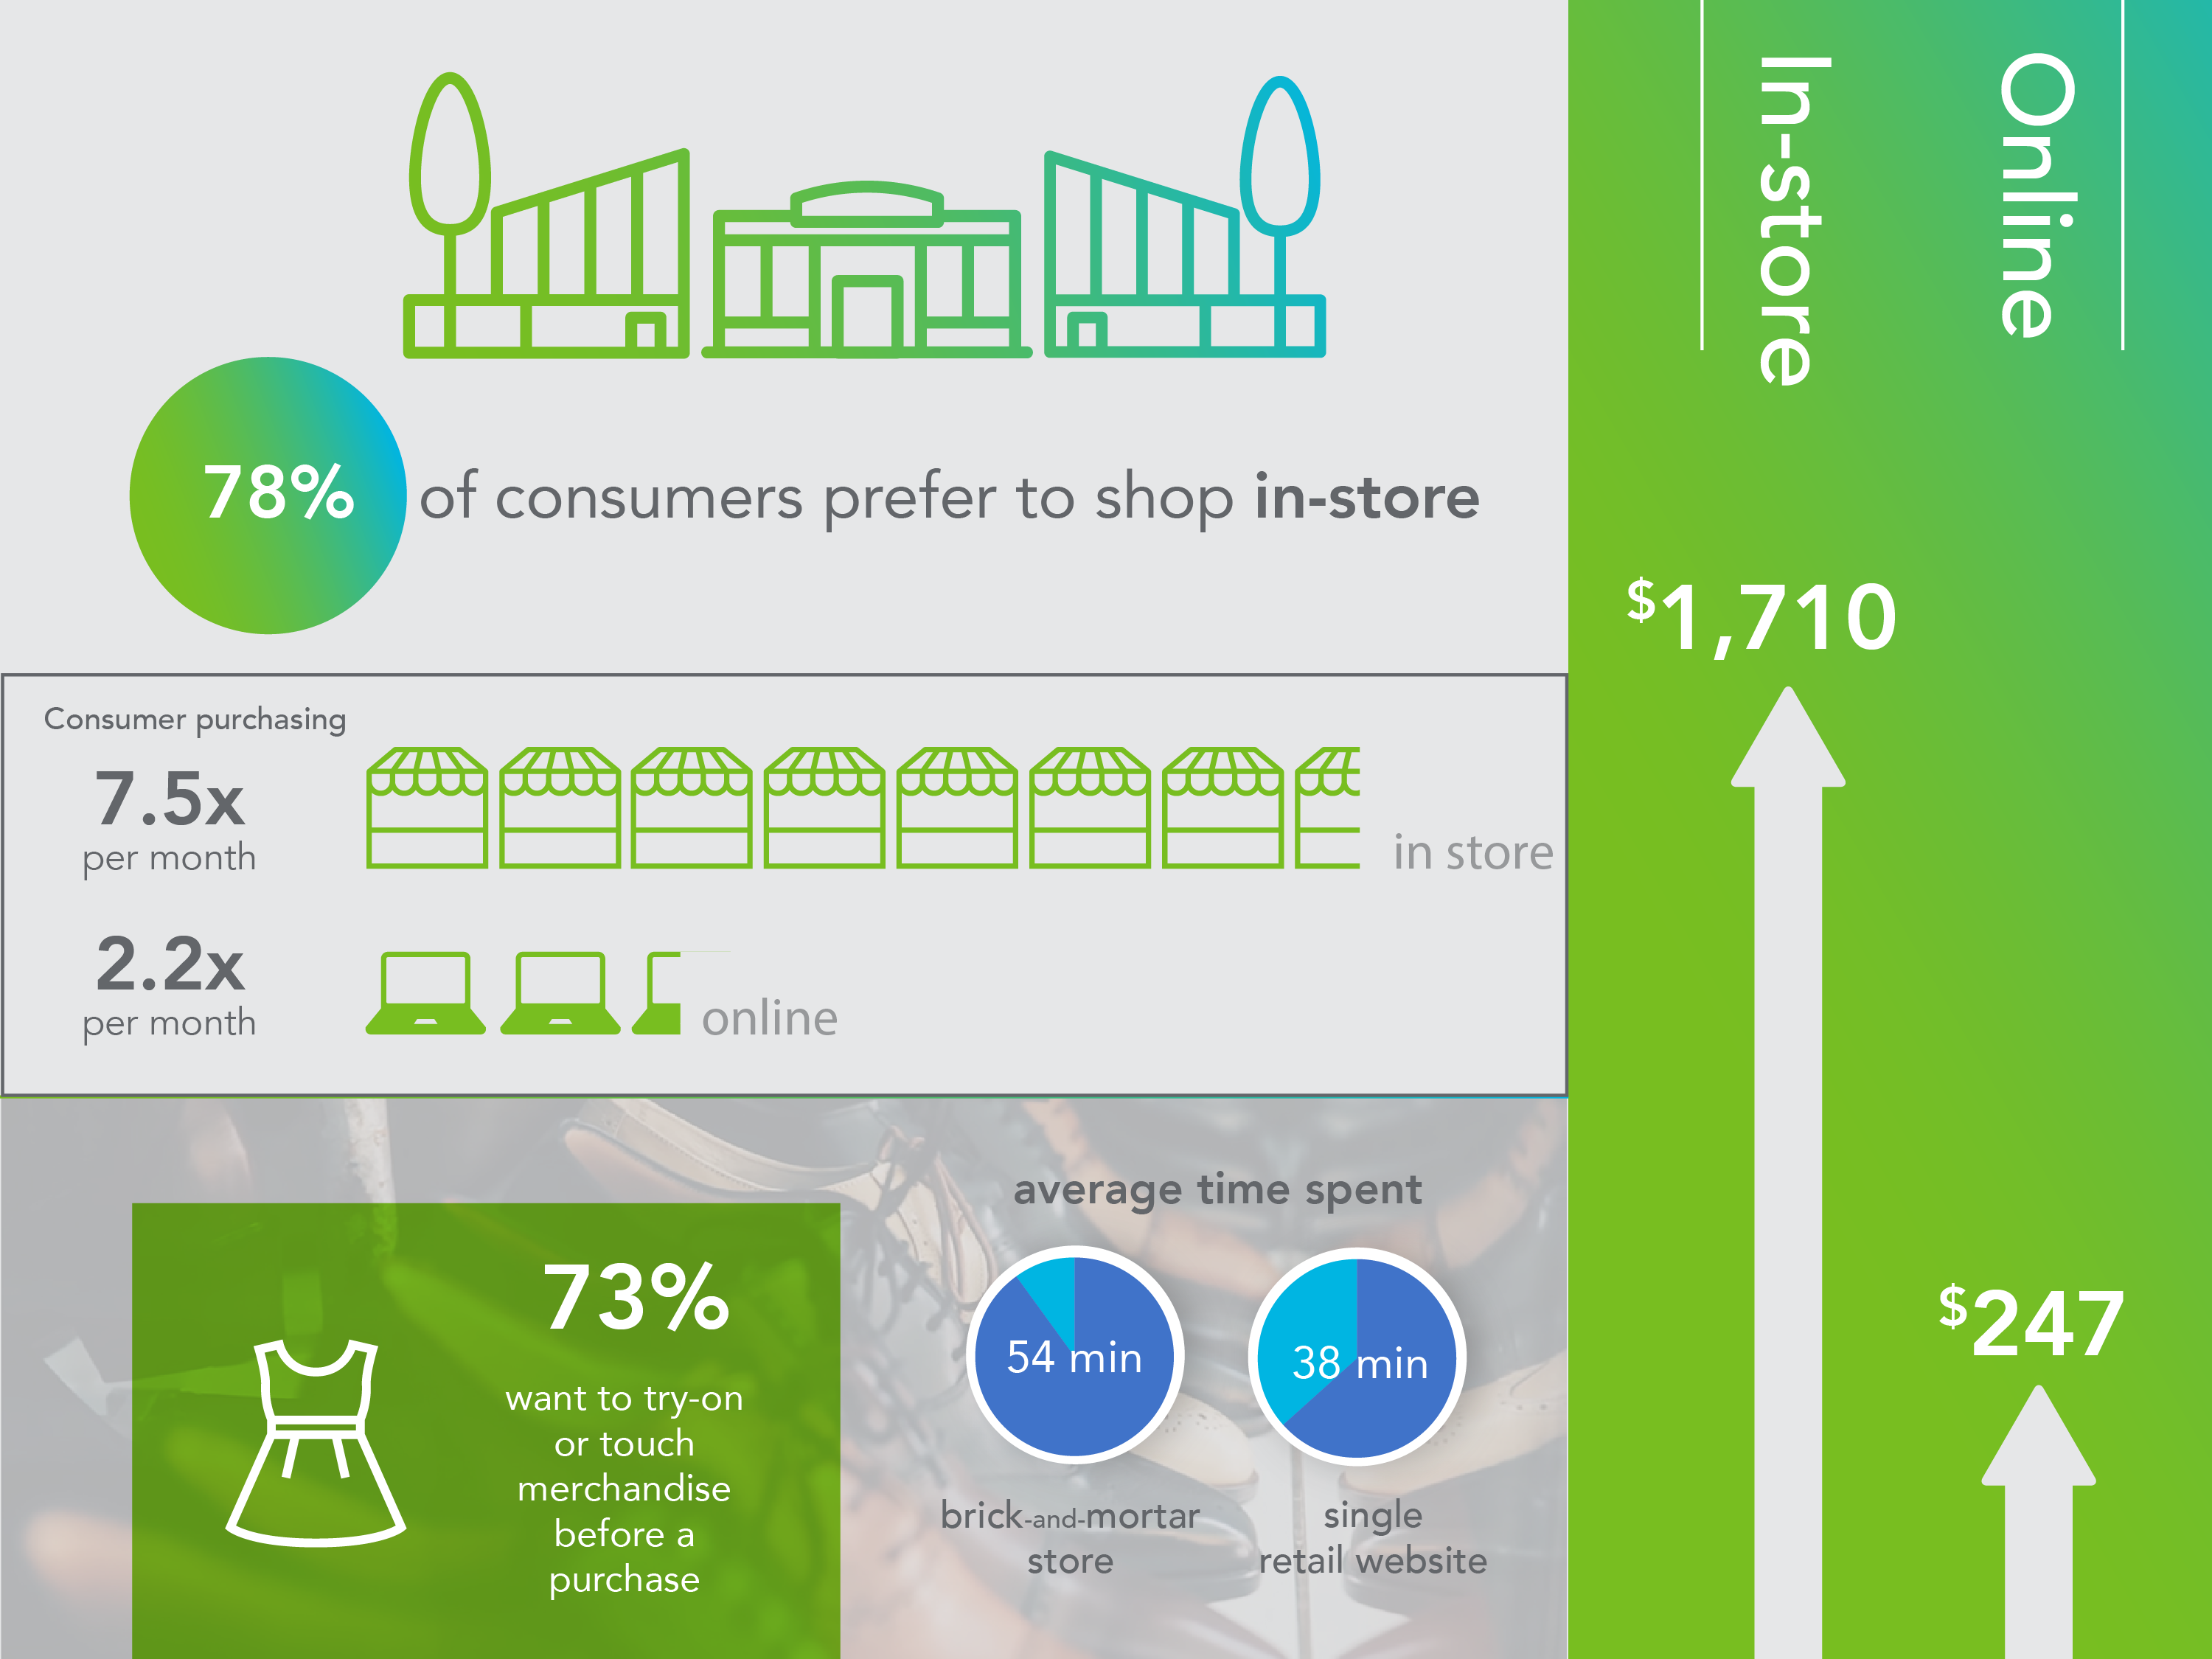 78% of consumers prefer to shop in-store
Consumer purchasing
7.5x
per month
in store
2.2x
per month
online
73%
want to try-on
or touch
merchandise
before a
purchase
average time spent
54 min
brick-and-mortar
store
38 min
single
retail website
In-store
$1,710
Online
$247